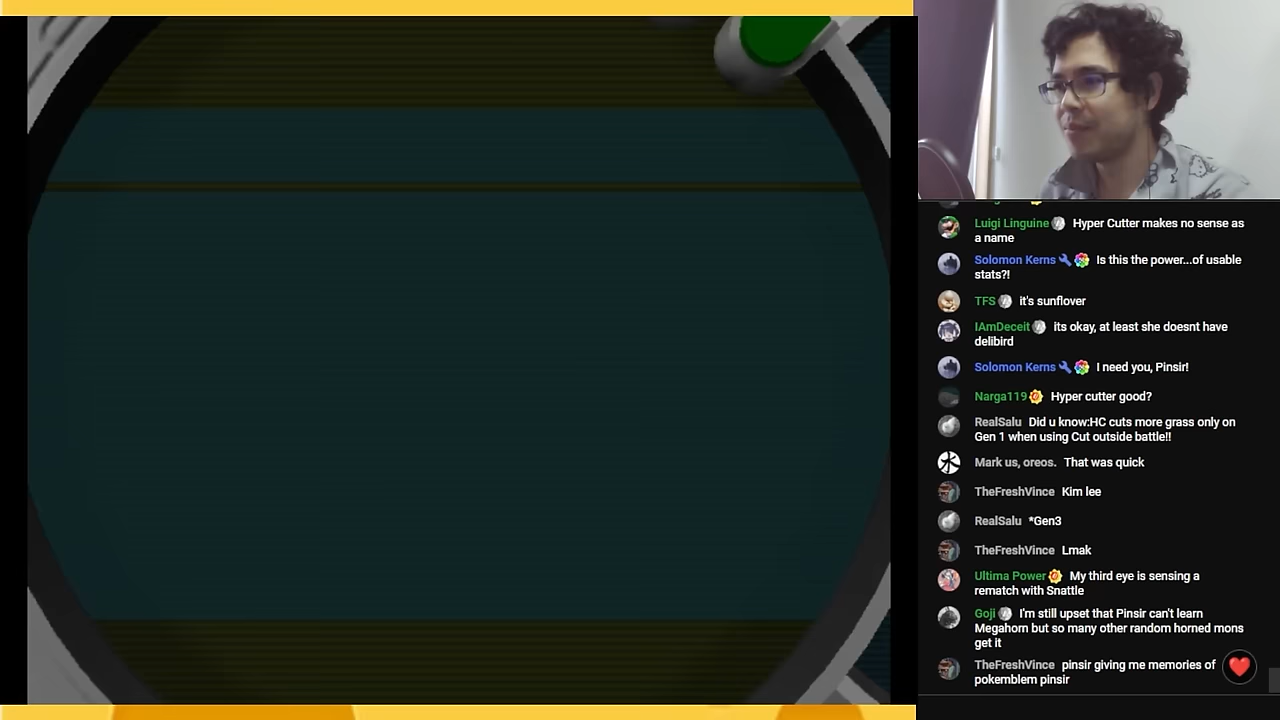 Luigi Linguine Hyper Cutter makes no sense as
a name
Solomon Kerns Is this the power...of usable
stats?!
TFS it's sunflover
IAmDeceit its okay, at least she doesnt have
delibird
Solomon Kerns I need you, Pinsir!
Narga119 Hyper cutter good?
RealSalu Did u know:HC cuts more grass only on
Gen 1 when using Cut outside battle!!
Mark us, oreos. That was quick
TheFreshVince Kim lee
RealSalu *Gen3
TheFreshVince Lmak
Ultima Power My third eye is sensing a
rematch with Snattle
Goji I'm still upset that Pinsir can't learn
Megahorn but so many other random horned mons
get it
TheFreshVince pinsir giving me memories of
pokemblem pinsir